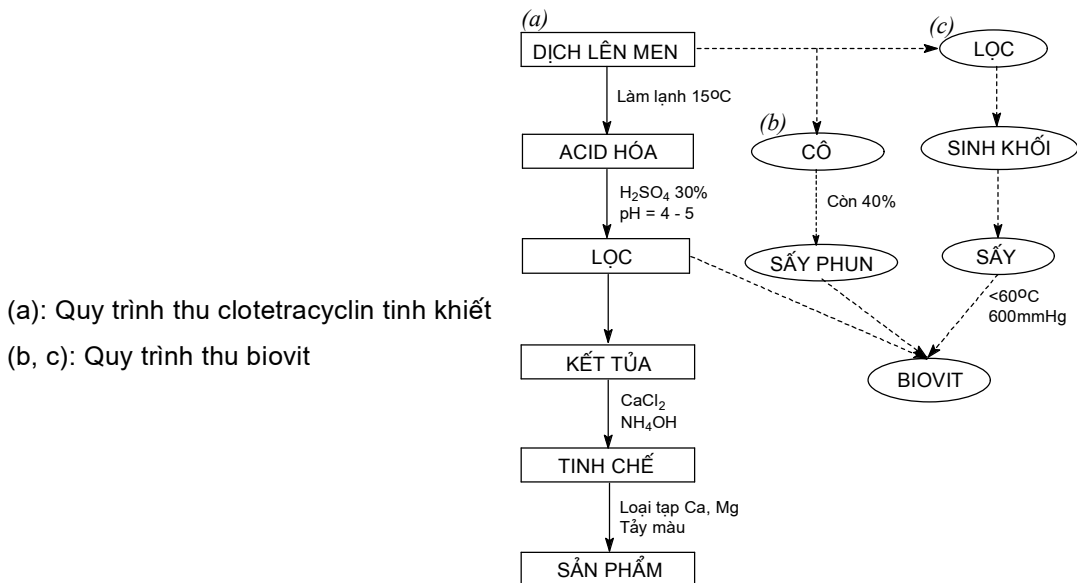 (a)
DỊCH LÊN MEN
(c)
LỌC
Làm lạnh 15ºC
(b)
ACID HÓA
CÔ
SINH KHỐI
H₂SO₄ 30%
pH = 4 - 5
Còn 40%
LỌC
SẤY PHUN
SẤY
<60ºC
600mmHg
(a): Quy trình thu clotetracyclin tinh khiết
(b, c): Quy trình thu biovit
KẾT TỦA
BIOVIT
CaCl₂
NH₄OH
TINH CHẾ
Loại tạp Ca, Mg
Tảy màu
SẢN PHẨM